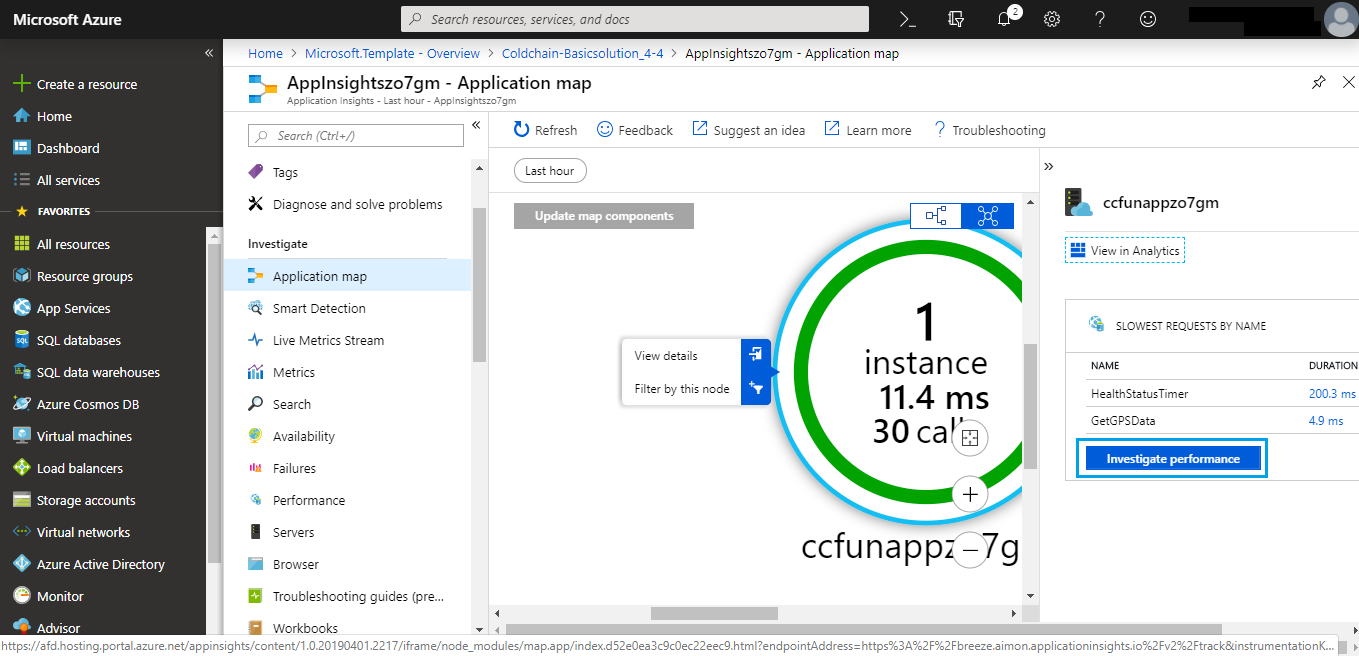 Microsoft Azure
Search resources, services, and docs
2
Create a resource
Home
Dashboard
All services
FAVORITES
All resources
Resource groups
App Services
SQL databases
SQL data warehouses
Azure Cosmos DB
Virtual machines
Load balancers
Storage accounts
Virtual networks
Azure Active Directory
Monitor
Advisor
Home > Microsoft.Template - Overview > Coldchain-Basicsolution_4-4 > AppInsightszo7gm - Application map
AppInsightszo7gm - Application map
Application Insights - Last hour - AppInsightszo7gm
Search (Ctrl+/)
Tags
Diagnose and solve problems
Investigate
Application map
Smart Detection
Live Metrics Stream
Metrics
Search
Availability
Failures
Performance
Servers
Browser
Troubleshooting guides (pre...
Workbooks
Refresh Feedback Suggest an idea Learn more Troubleshooting
Last hour
Update map components
View details
Filter by this node
1
instance
11.4 ms
30
ccfunappzo7gm
View in Analytics
SLOWEST REQUESTS BY NAME
NAME DURATION
HealthStatusTimer 200.3 ms
GetGPSData 4.9 ms
Investigate performance
https://afd.hosting.portal.azure.net/appinsights/content/1.0.20190401.2217/iframe/node_modules/map.app/index.d52e0ea3c9c0ec22eec9.html?endpointAddress=https%3A%2F%2Fbreeze.aimon.applicationinsights.io%2Fv2%2Ftrack&instrumentationK...